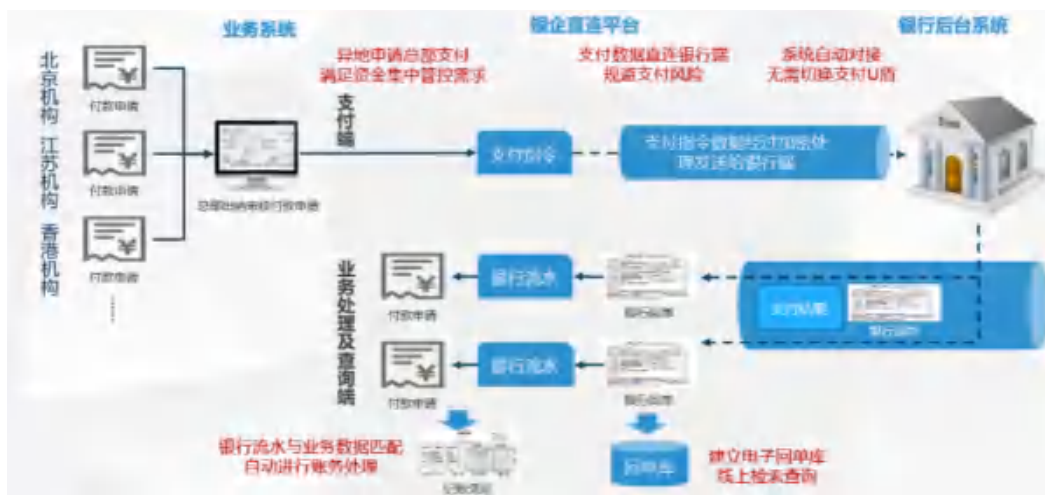 业务系统
银企直连平台
银行后台系统
异地申请总部支付
满足资金集中管控需求
支付数据直连银行端
规避支付风险
系统自动对接
无需切换支付U盾
北京机构
江苏机构
香港机构
付款申请
付款申请
付款申请
……
总部出纳审核付款申请
支付端
支付指令
支付指令数据经过加密处
理发送给银行端
业务处理及查询端
付款申请
银行流水
银行回单
支付结果
银行回单
付款申请
银行流水
银行回单
银行流水与业务数据匹配
自动进行账务处理
记账凭证
回单库
建立电子回单库
线上检索查询